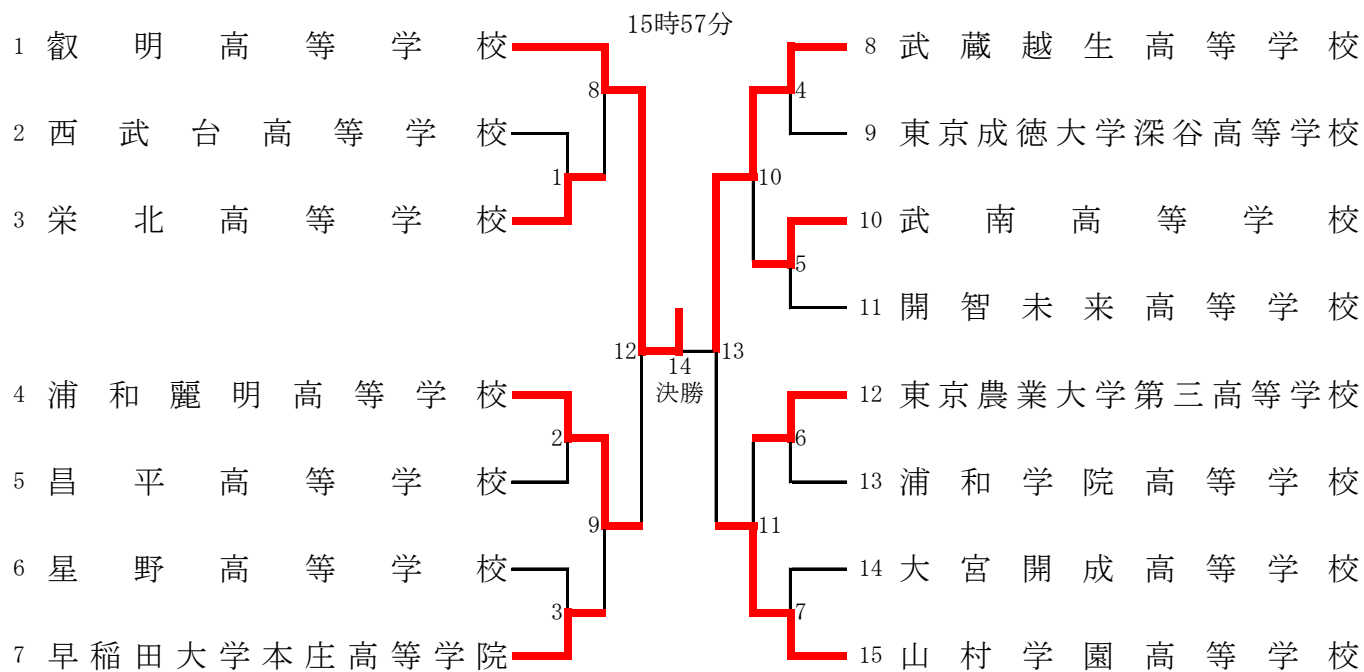 15時57分
1 叡明高等学校
8
2 西武台高等学校
1
3 栄北高等学校
12
4 浦和麗明高等学校
2
5 昌平高等学校
9
6 星野高等学校
3
7 早稲田大学本庄高等学院
14
決勝
8 武蔵越生高等学校
4
9 東京成徳大学深谷高等学校
10
10 武南高等学校
5
11 開智未来高等学校
13
12 東京農業大学第三高等学校
6
13 浦和学院高等学校
11
14 大宮開成高等学校
7
15 山村学園高等学校